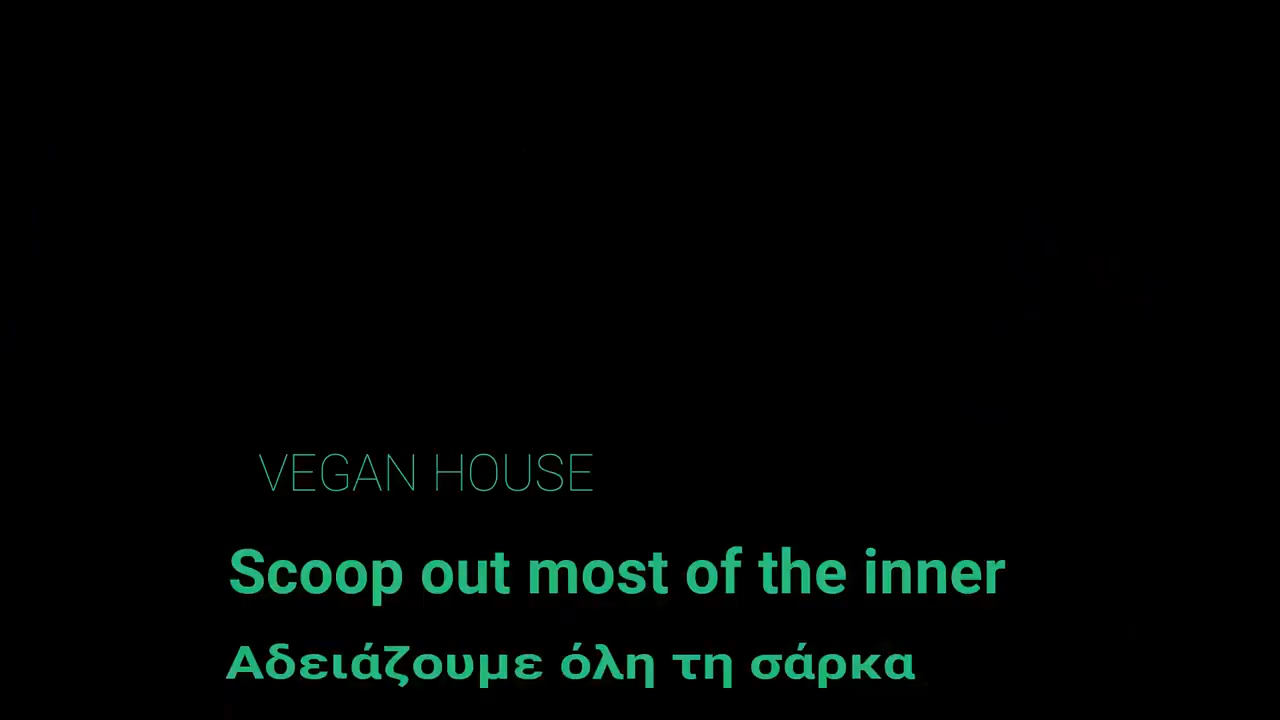 VEGAN HOUSE
Scoop out most of the inner
Αδειάζουμε όλη τη σάρκα